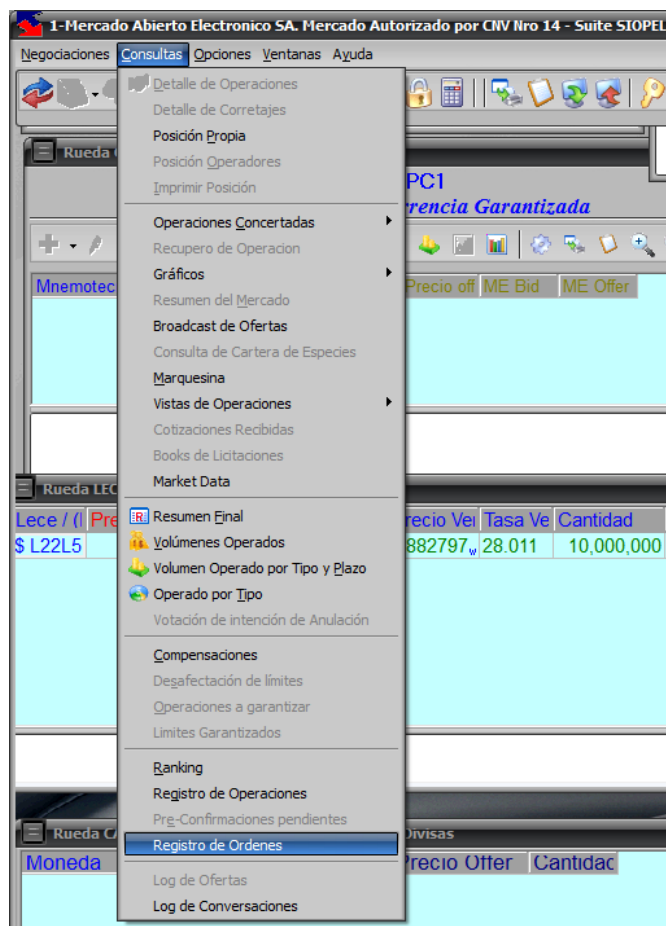 1-Mercado Abierto Electronico SA. Mercado Autorizado por CNV Nro 14 - Suite SIOPEL
Negociaciones Consultas Opciones Ventanas Ayuda
Detalle de Operaciones
Detalle de Corretajes
Posición Propia
Posición Operadores
Imprimir Posición
Operaciones Concertadas
Recupero de Operacion
Gráficos
Resumen del Mercado
Broadcast de Ofertas
Consulta de Cartera de Especies
Marquesina
Vistas de Operaciones
Cotizaciones Recibidas
Books de Licitaciones
Market Data
Resumen Final
Volúmenes Operados
Volumen Operado por Tipo y Plazo
Operado por Tipo
Votación de intención de Anulación
Compensaciones
Desafectación de límites
Operaciones a garantizar
Limites Garantizados
Ranking
Registro de Operaciones
Pre-Confirmaciones pendientes
Registro de Ordenes
Log de Ofertas
Log de Conversaciones
Rueda
PC1
Garantizada
Mnemotec Precio off ME Bid ME Offer
Rueda LEC
Lece / (I Pre recio Ver Tasa Ve Cantidad
$ L22L5 882797w 28.011 10,000,000
Rueda CA Divisas
Moneda Precio Offer Cantidac